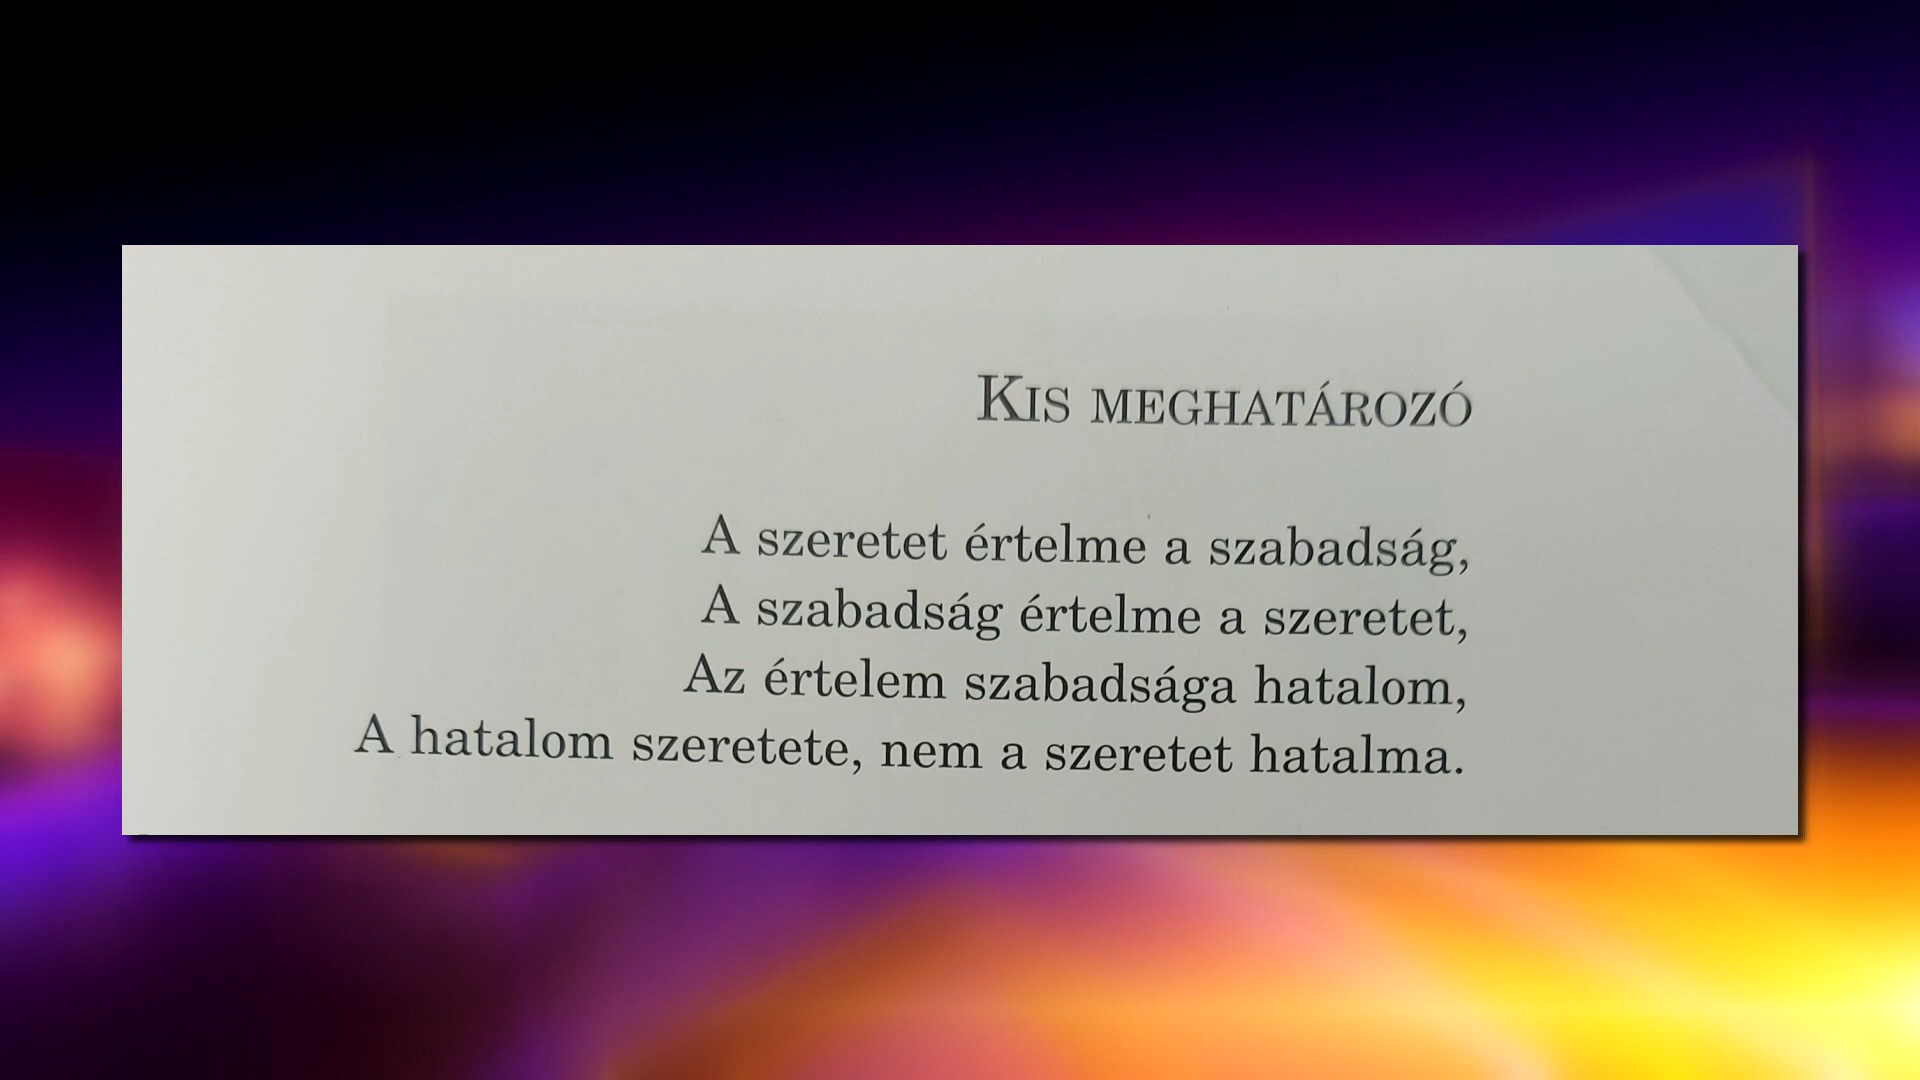 KIS MEGHATÁROZÓ
A szeretet értelme a szabadság,
A szabadság értelme a szeretet,
Az értelem szabadsága hatalom,
A hatalom szeretete, nem a szeretet hatalma.